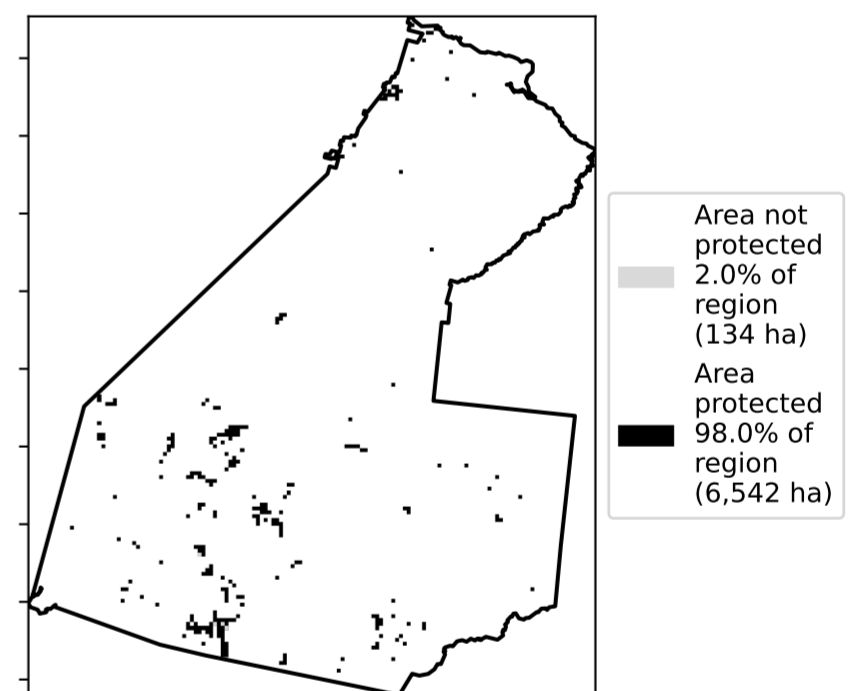 Area not
protected
2.0% of
region
(134 ha)
Area
protected
98.0% of
region
(6,542 ha)